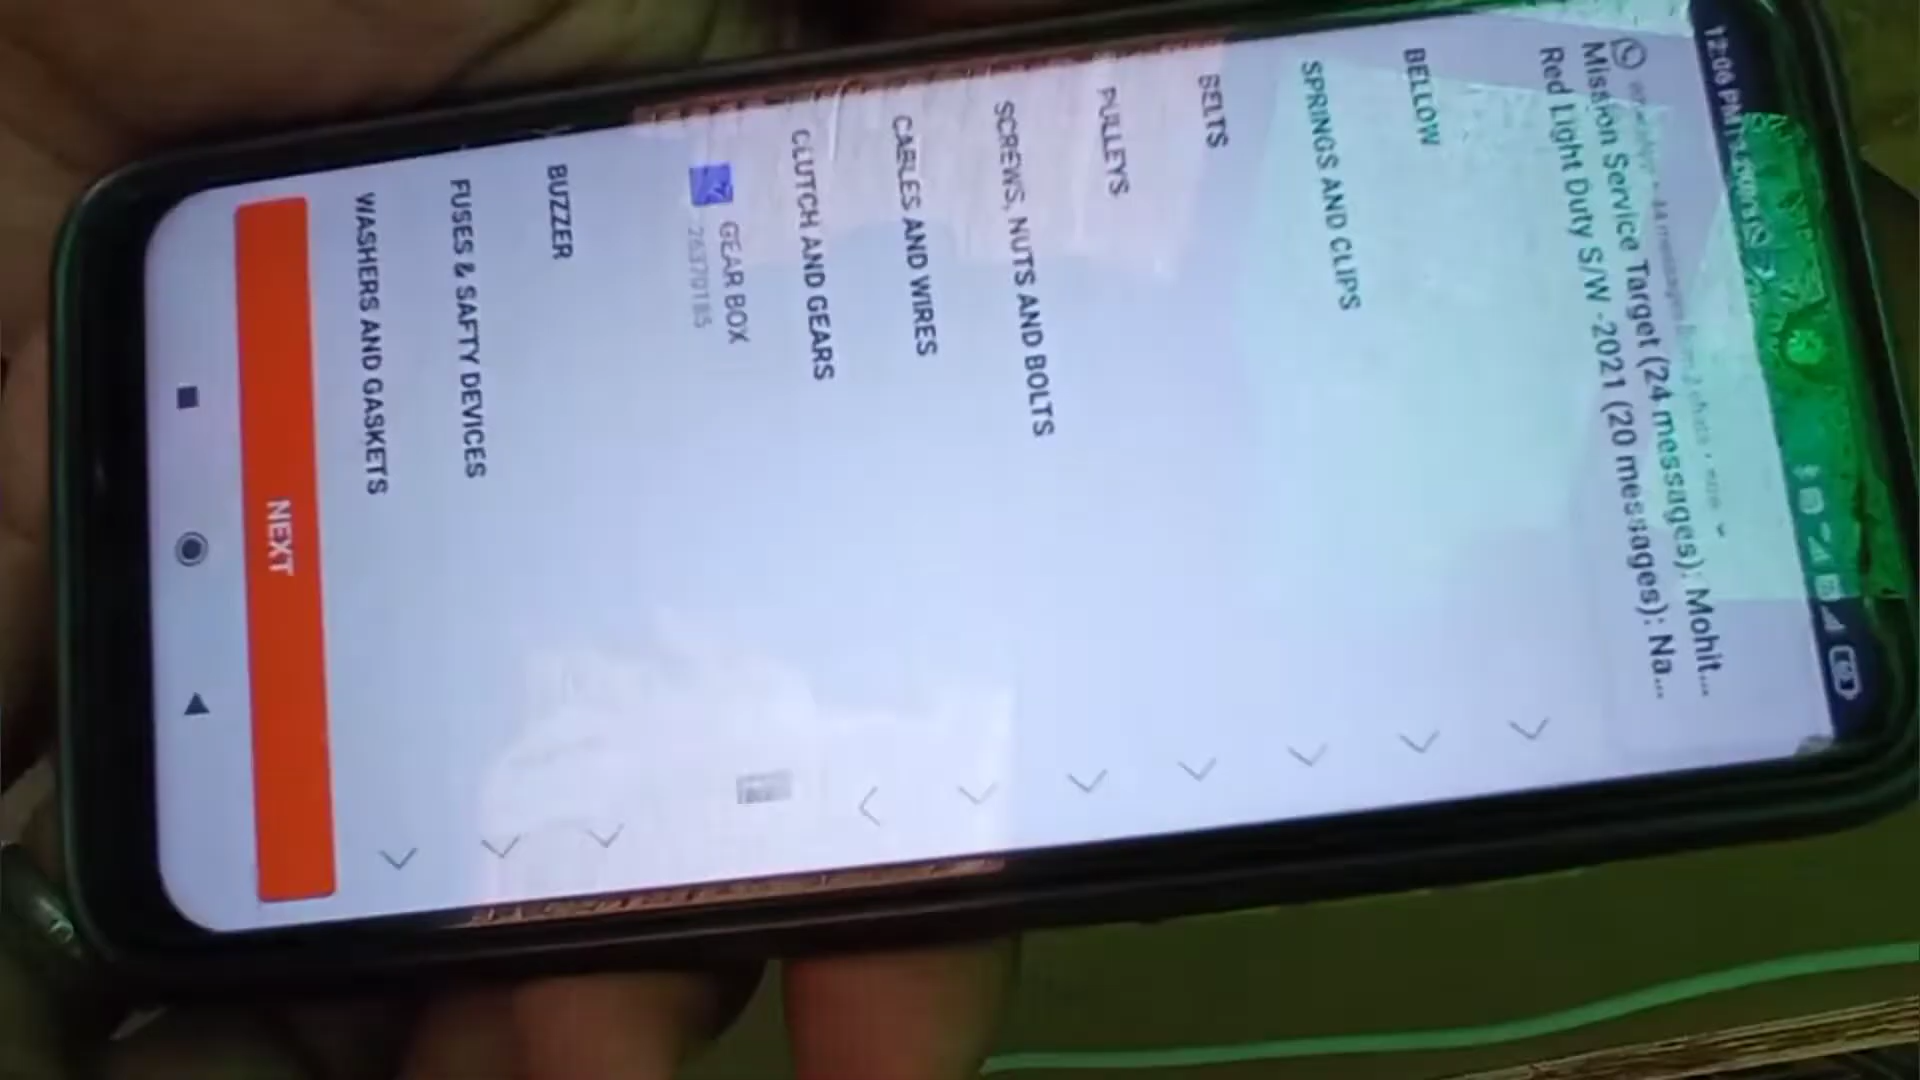 12:06 PM
Mission Service Target (24 messages): Mohit...
Red Light Duty S/W -2021 (20 messages): Na...
BELLOW
SPRINGS AND CLIPS
BELTS
PULLEYS
SCREWS, NUTS AND BOLTS
CABLES AND WIRES
CLUTCH AND GEARS
GEAR BOX
26370185
BUZZER
FUSES & SAFTY DEVICES
WASHERS AND GASKETS
NEXT